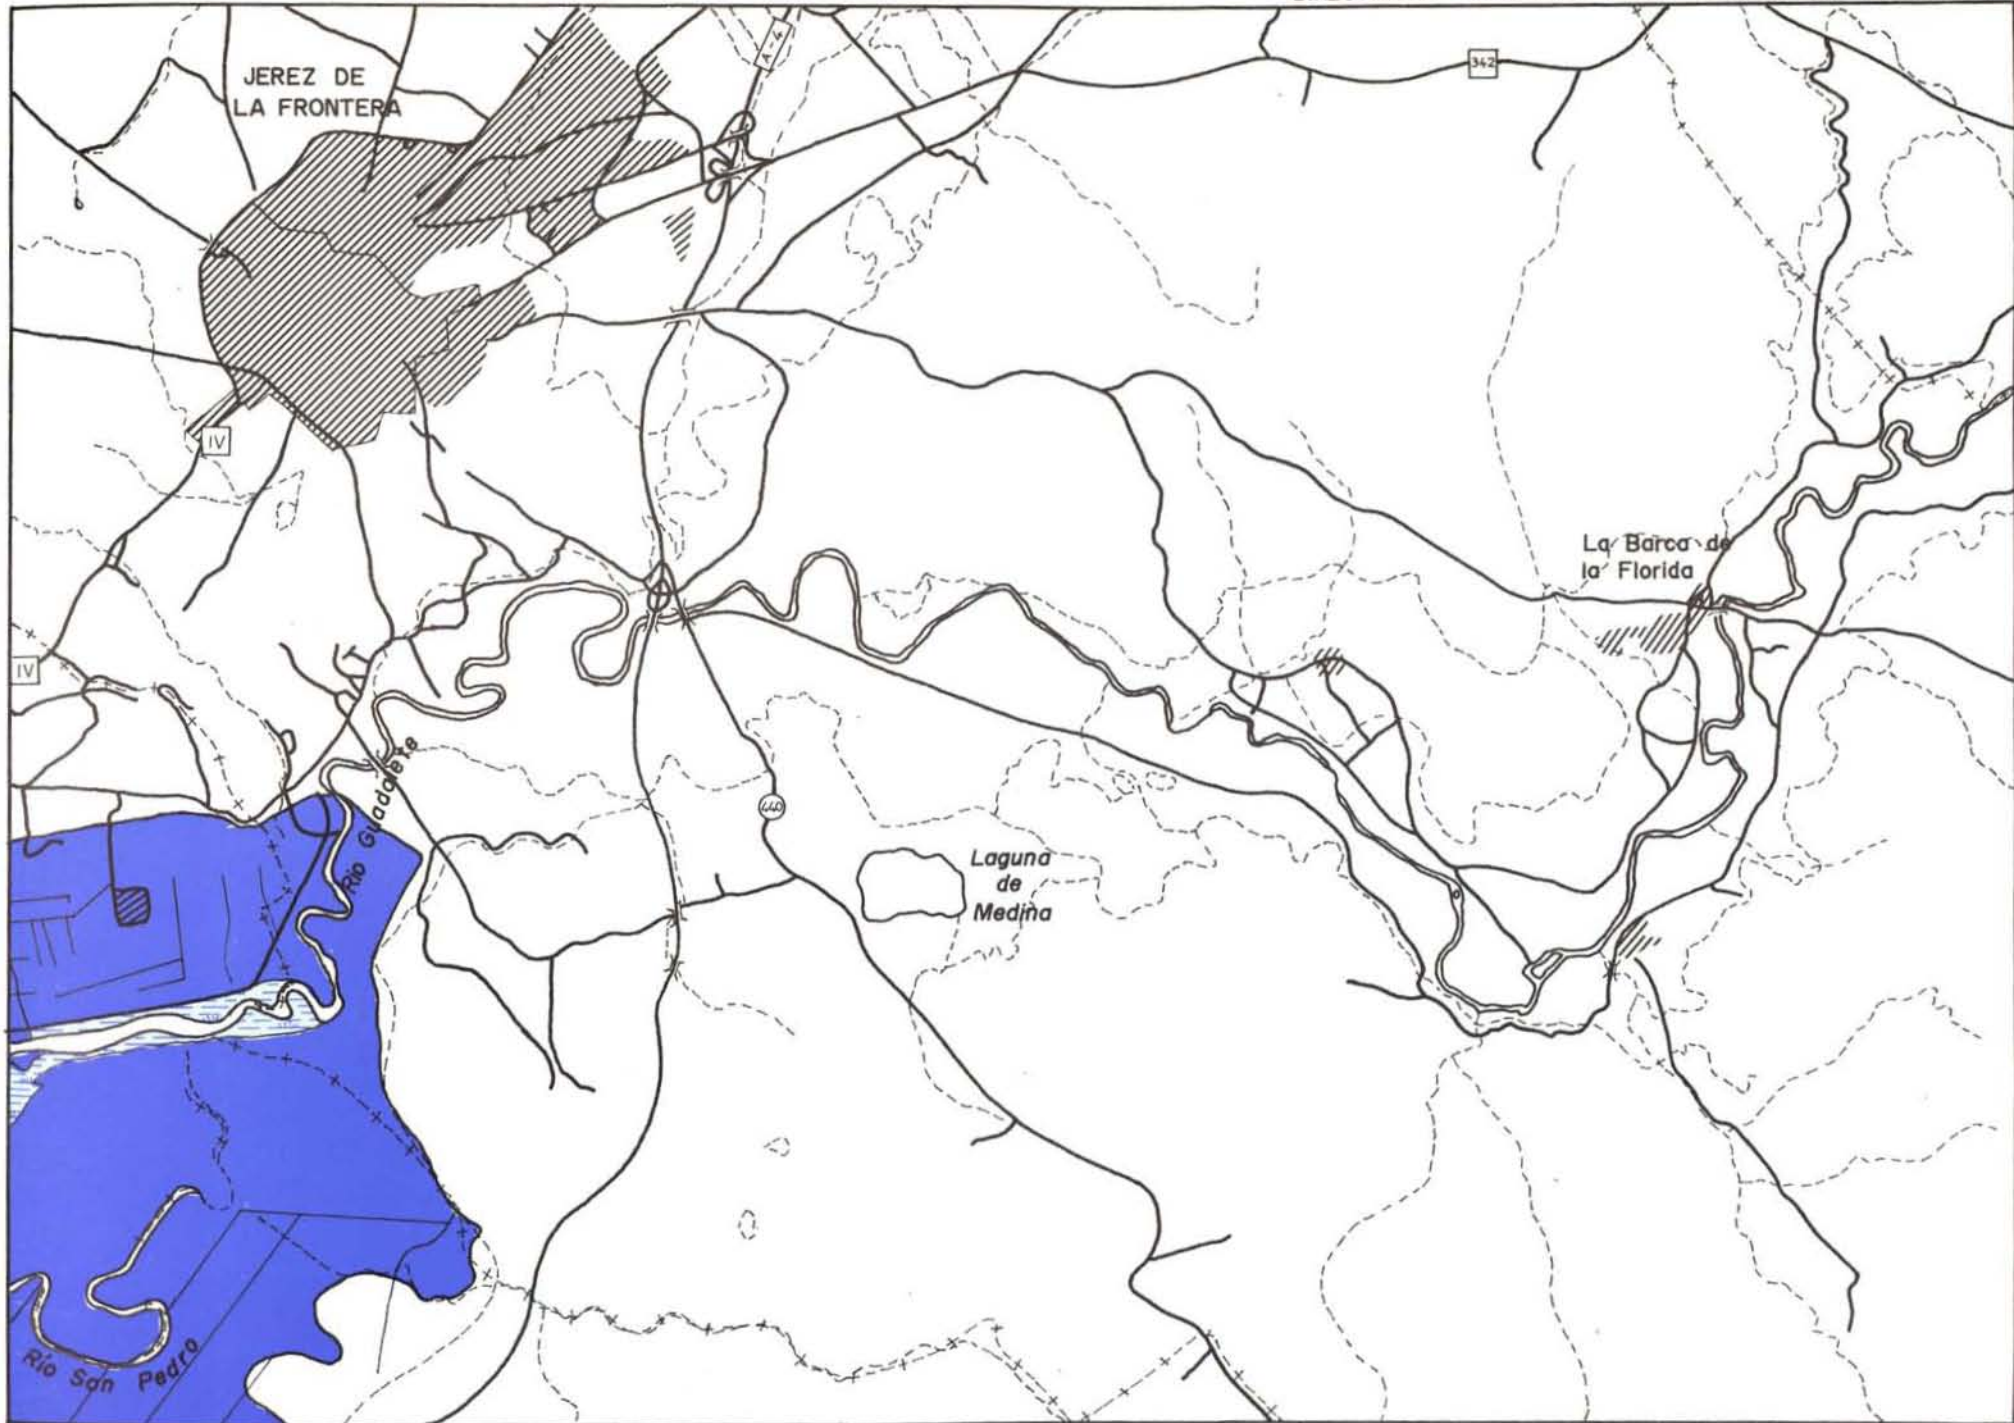 A-4
342
JEREZ DE
LA FRONTERA
IV
La Barca de
la Florida
IV
Río Guadalete
440
Laguna
de
Medina
Río San Pedro